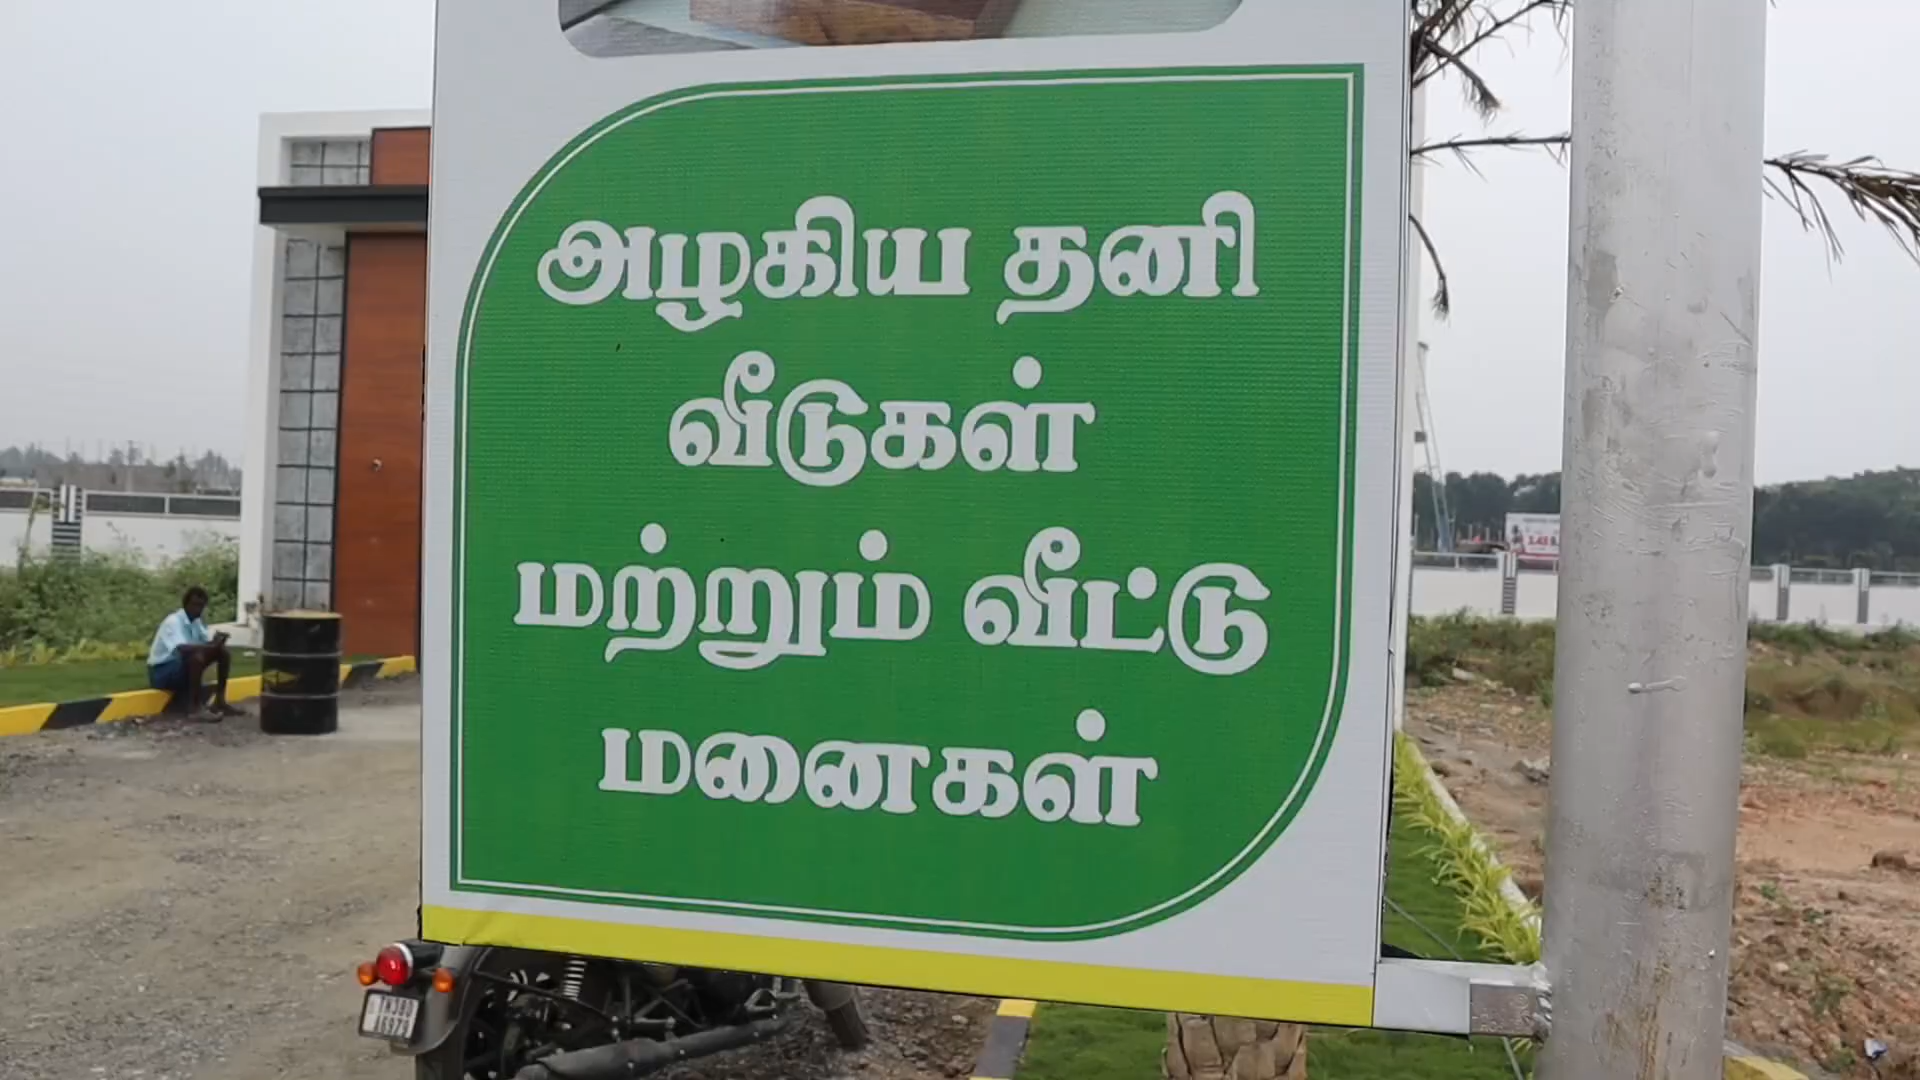 அழகிய தனி
வீடுகள்
மற்றும் வீட்டு
மனைகள்